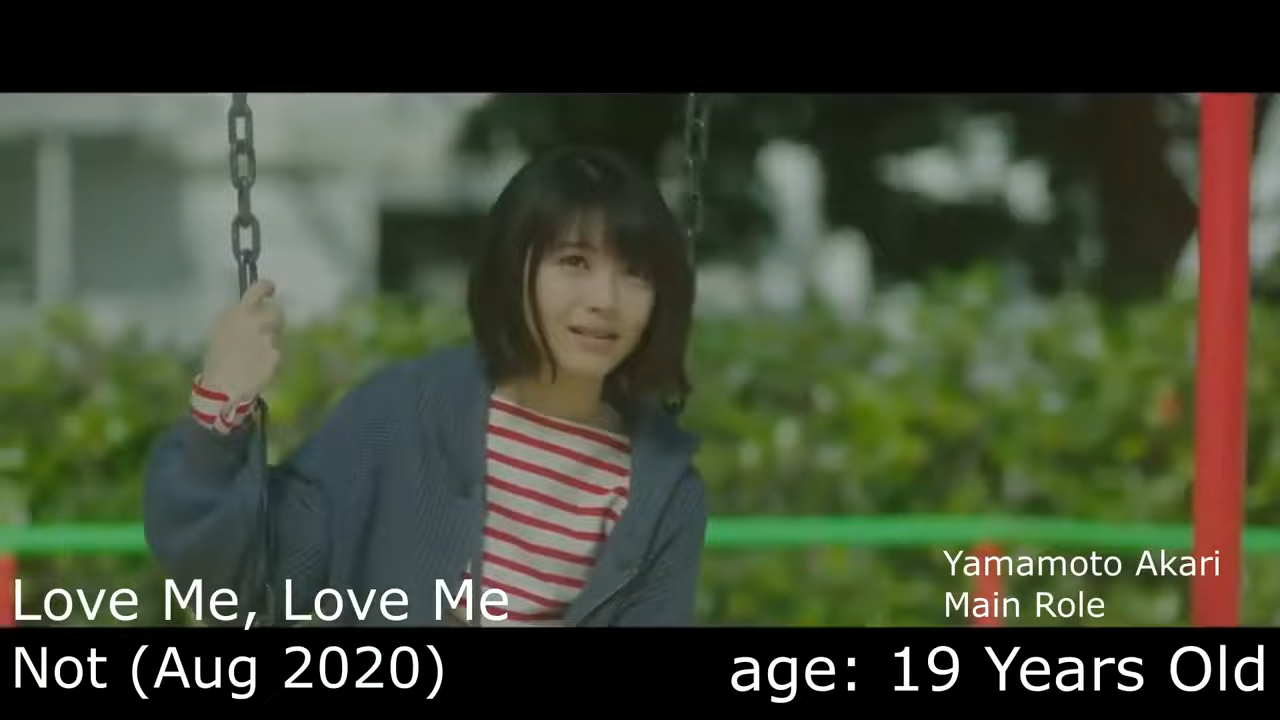 Yamamoto Akari
Main Role
Love Me, Love Me
Not (Aug 2020)
age: 19 Years Old